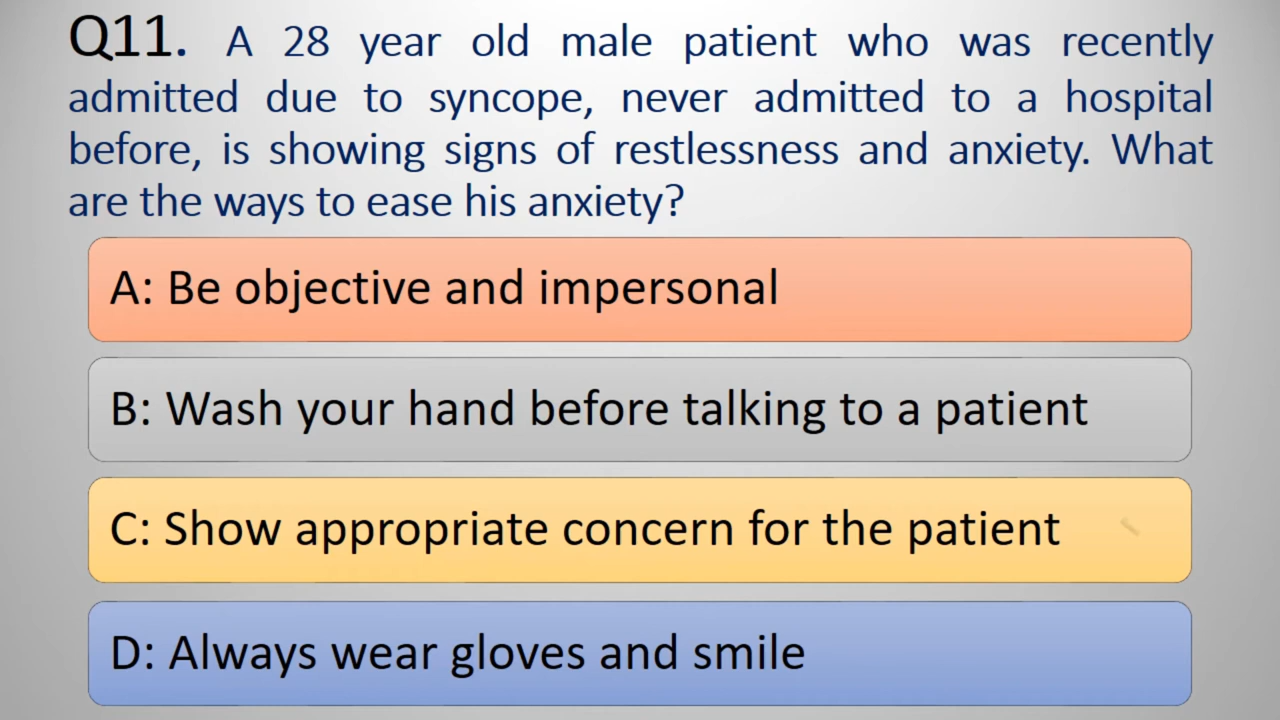 Q11. A 28 year old male patient who was recently
admitted due to syncope, never admitted to a hospital
before, is showing signs of restlessness and anxiety. What
are the ways to ease his anxiety?
A: Be objective and impersonal
B: Wash your hand before talking to a patient
C: Show appropriate concern for the patient
D: Always wear gloves and smile